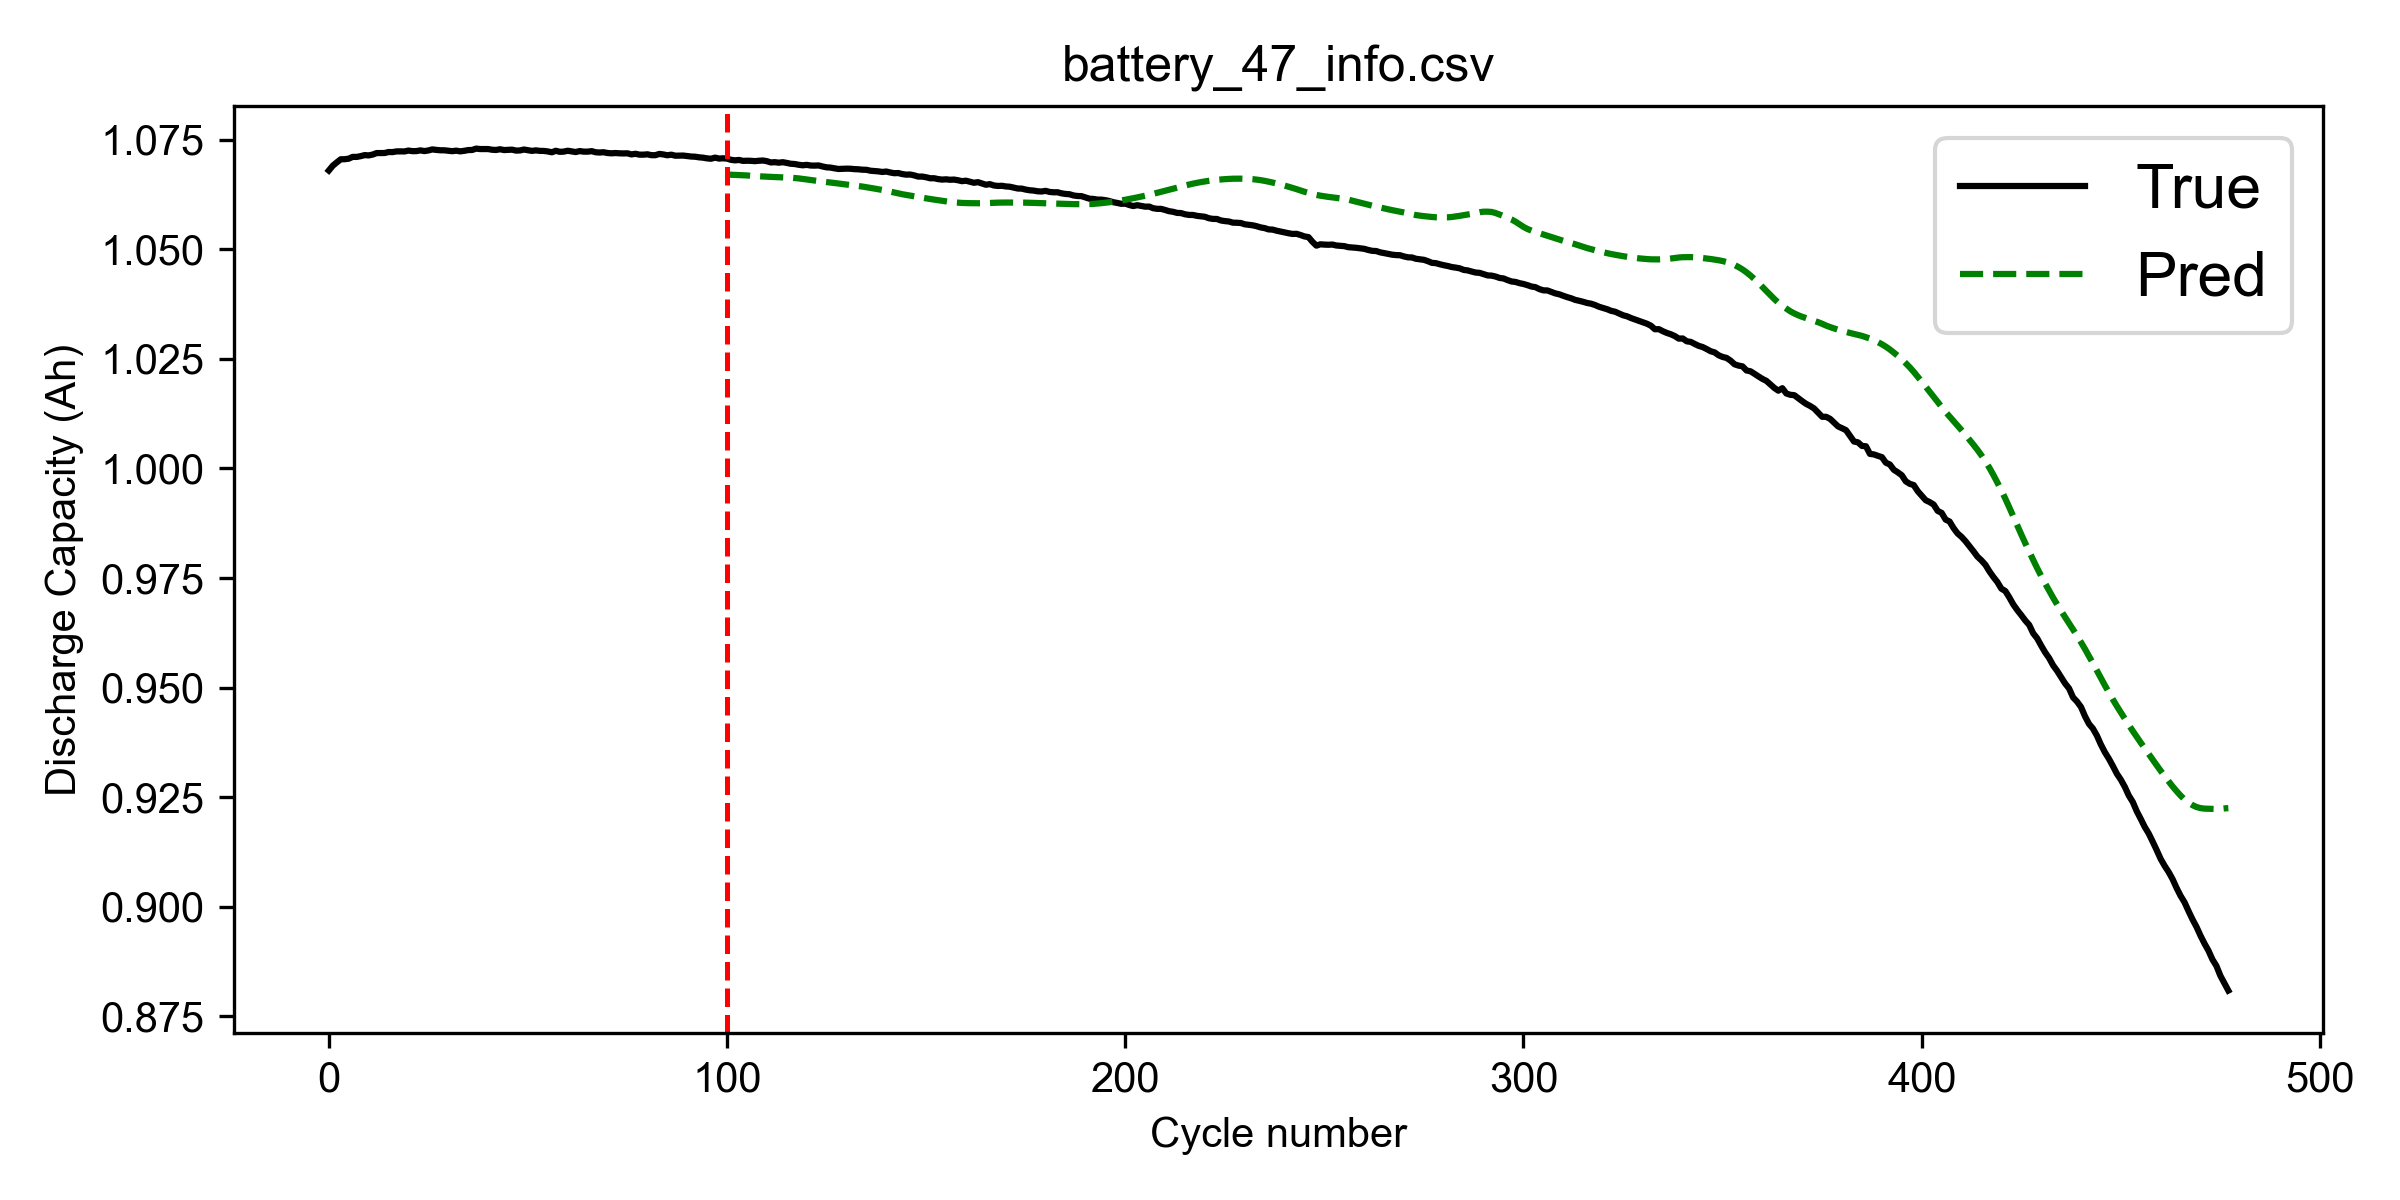 battery_47_info.csv
True
Pred
Discharge Capacity (Ah)
1.075
1.050
1.025
1.000
0.975
0.950
0.925
0.900
0.875
0 100 200 300 400 500
Cycle number